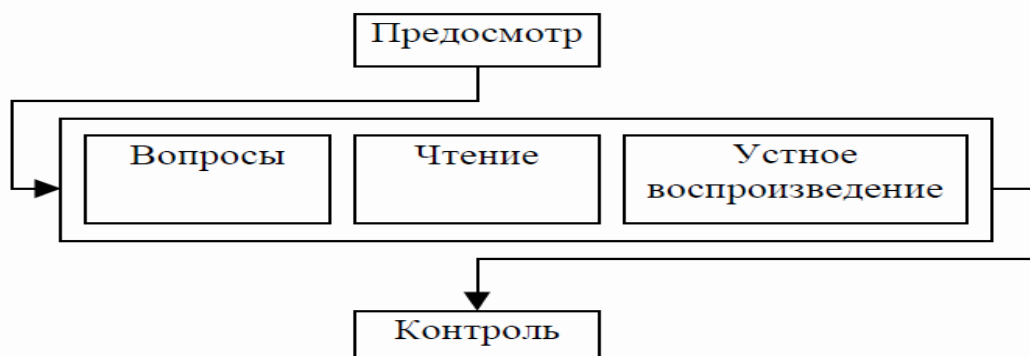 Предосмотр
Вопросы
Чтение
Устное
воспроизведение
Контроль